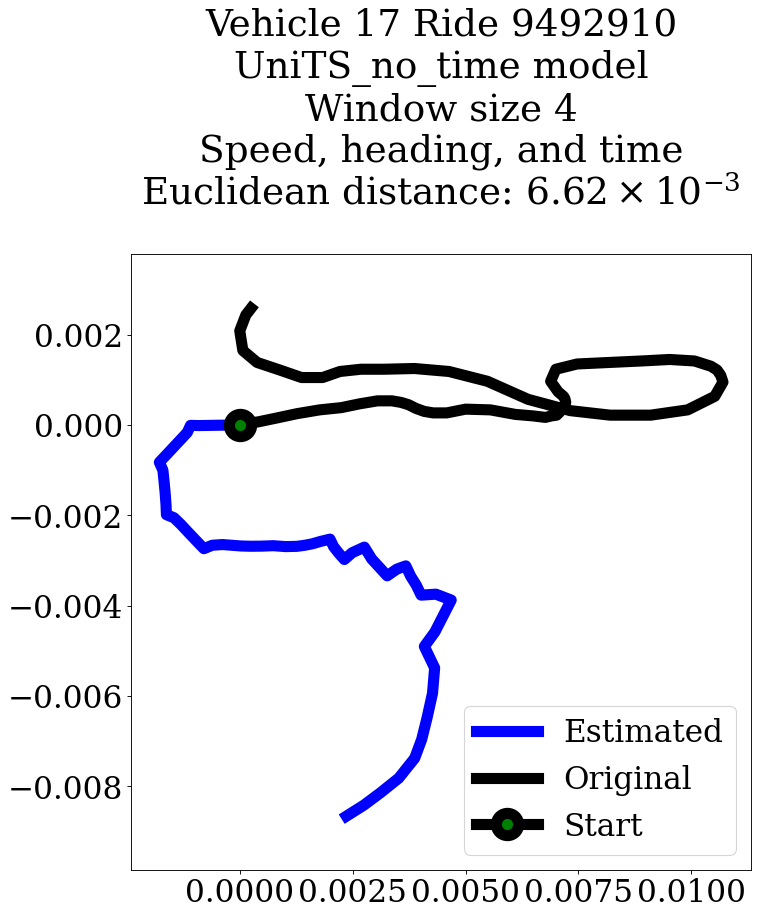 Vehicle 17 Ride 9492910
UniTS_no_time model
Window size 4
Speed, heading, and time
Euclidean distance: 6.62 × 10⁻³
0.002
0.000
−0.002
−0.004
−0.006
−0.008
Estimated
Original
Start
0.0000 0.0025 0.0050 0.0075 0.0100